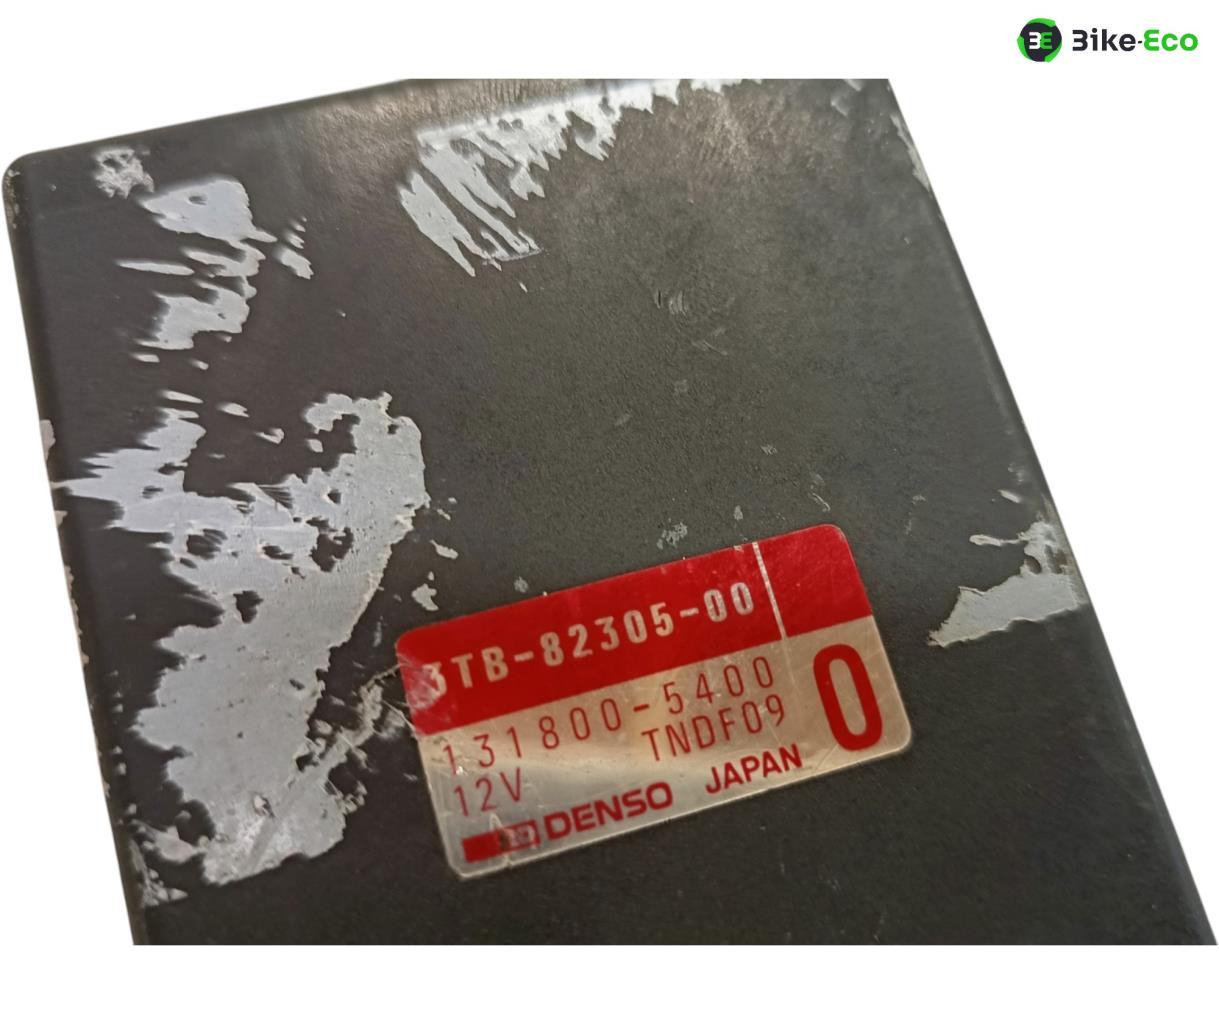 Bike-Eco
3TB-82305-00
131800-5400
12V TNDF09
0
DENSO JAPAN